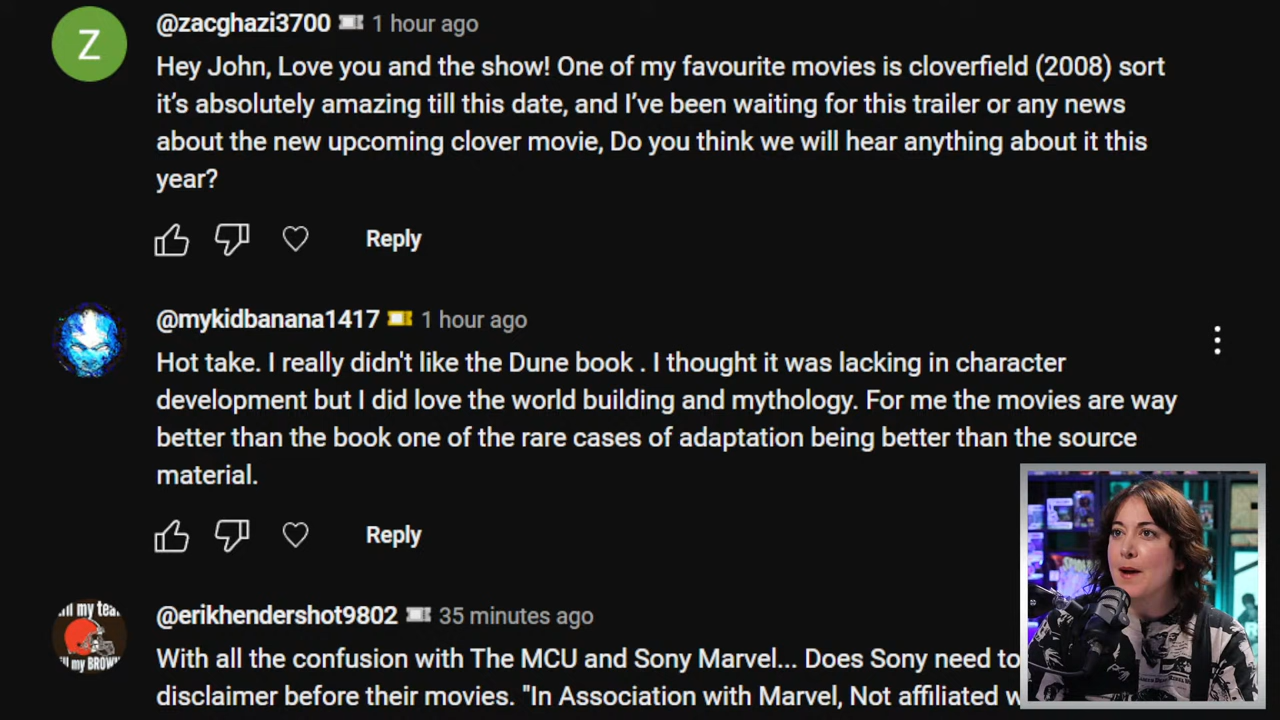 @zacghazi3700 1 hour ago
Hey John, Love you and the show! One of my favourite movies is cloverfield (2008) sort
it's absolutely amazing till this date, and I've been waiting for this trailer or any news
about the new upcoming clover movie, Do you think we will hear anything about it this
year?
Reply
@mykidbanana1417 1 hour ago
Hot take. I really didn't like the Dune book . I thought it was lacking in character
development but I did love the world building and mythology. For me the movies are way
better than the book one of the rare cases of adaptation being better than the source
material.
Reply
@erikhendershot9802 35 minutes ago
With all the confusion with The MCU and Sony Marvel... Does Sony need to
disclaimer before their movies. "In Association with Marvel, Not affiliated
Z
my
my